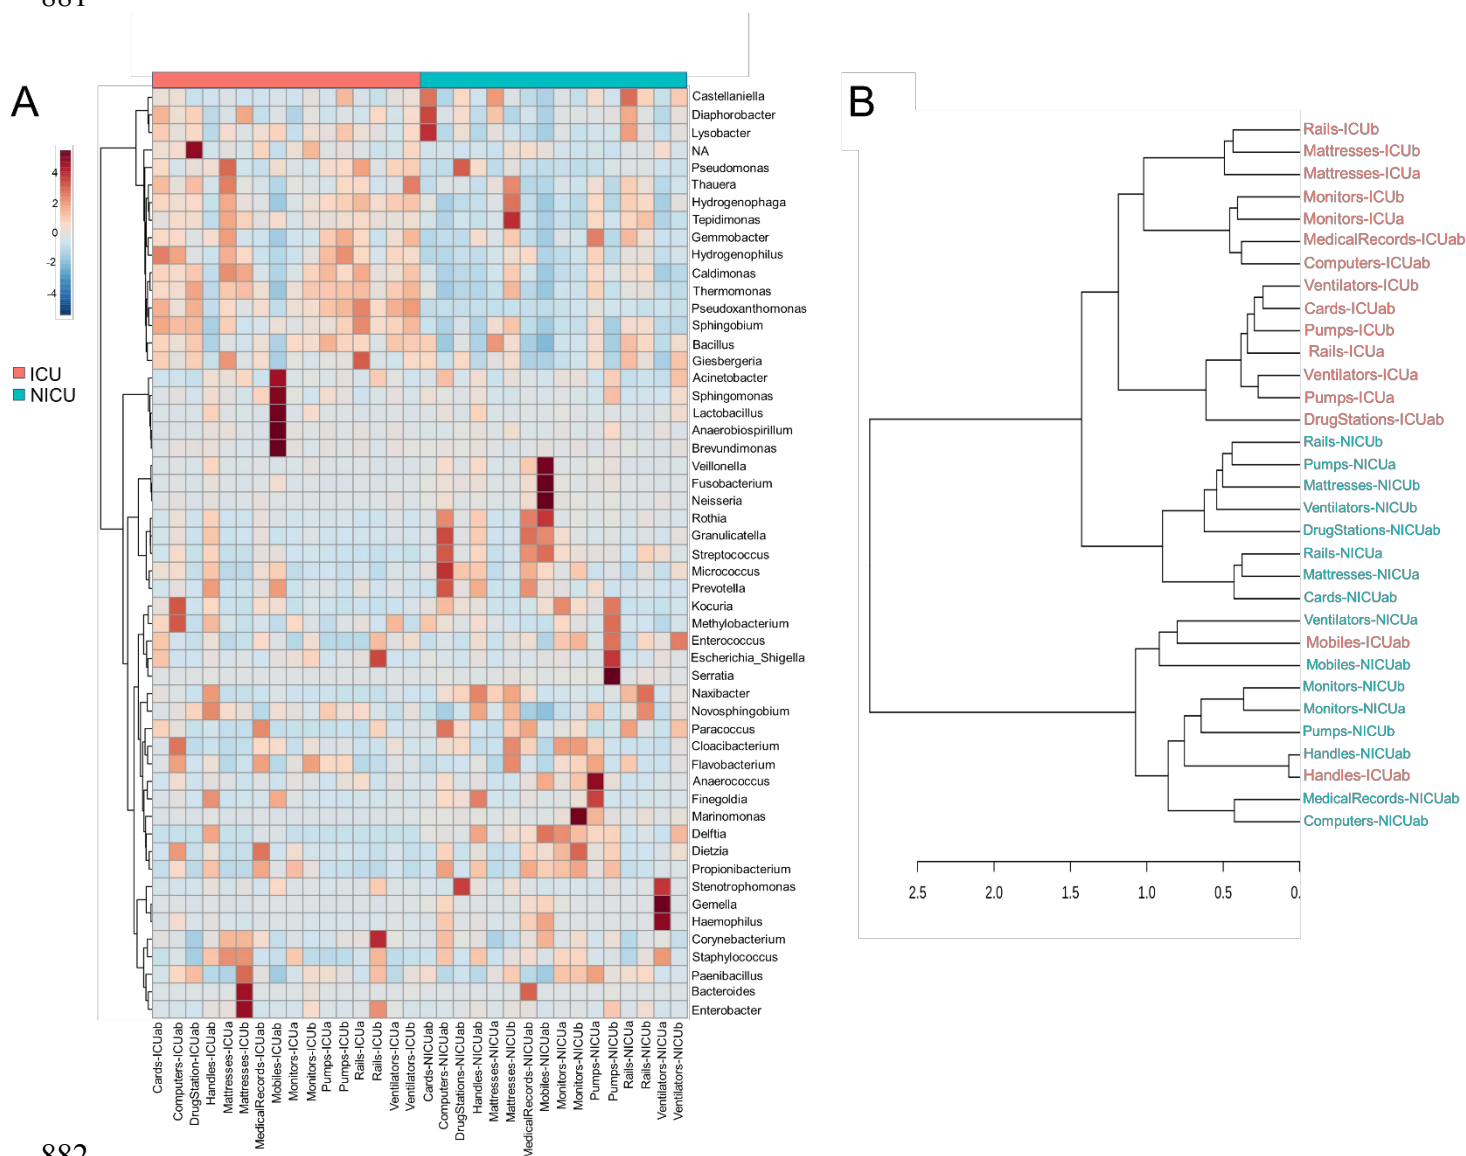 881
A
B
4
2
0
-2
-4
ICU
NICU
Castellaniella
Diaphorobacter
Lysobacter
NA
Pseudomonas
Thauera
Hydrogenophaga
Tepidimonas
Gemmobacter
Hydrogenophilus
Caldimonas
Thermomonas
Pseudoxanthomonas
Sphingobium
Bacillus
Giesbergeria
Acinetobacter
Sphingomonas
Lactobacillus
Anaerobiospirillum
Brevundimonas
Veillonella
Fusobacterium
Neisseria
Rothia
Granulicatella
Streptococcus
Micrococcus
Prevotella
Kocuria
Methylobacterium
Enterococcus
Escherichia_Shigella
Serratia
Naxibacter
Novosphingobium
Paracoccus
Cloacibacterium
Flavobacterium
Anaerococcus
Finegoldia
Marinomonas
Delftia
Dietzia
Propionibacterium
Stenotrophomonas
Gemella
Haemophilus
Corynebacterium
Staphylococcus
Paenibacillus
Bacteroides
Enterobacter
Cards-ICUab
Computers-ICUab
DrugStation-ICUab
Handles-ICUab
Mattresses-ICUa
Mattresses-ICUb
MedicalRecords-ICUab
Mobiles-ICUab
Monitors-ICUa
Monitors-ICUb
Pumps-ICUa
Pumps-ICUb
Rails-ICUa
Rails-ICUb
Ventilators-ICUa
Ventilators-ICUb
Cards-NICUab
Computers-NICUab
DrugStations-NICUab
Handles-NICUab
Mattresses-NICUa
Mattresses-NICUb
MedicalRecords-NICUab
Mobiles-NICUab
Monitors-NICUa
Monitors-NICUb
Pumps-NICUa
Pumps-NICUb
Rails-NICUa
Rails-NICUb
Ventilators-NICUa
Ventilators-NICUb
Rails-ICUb
Mattresses-ICUb
Mattresses-ICUa
Monitors-ICUb
Monitors-ICUa
MedicalRecords-ICUab
Computers-ICUab
Ventilators-ICUb
Cards-ICUab
Pumps-ICUb
Rails-ICUa
Ventilators-ICUa
Pumps-ICUa
DrugStations-ICUab
Rails-NICUb
Pumps-NICUa
Mattresses-NICUb
Ventilators-NICUb
DrugStations-NICUab
Rails-NICUa
Mattresses-NICUa
Cards-NICUab
Ventilators-NICUa
Mobiles-ICUab
Mobiles-NICUab
Monitors-NICUb
Monitors-NICUa
Pumps-NICUb
Handles-NICUab
Handles-ICUab
MedicalRecords-NICUab
Computers-NICUab
2.5 2.0 1.5 1.0 0.5 0.
882